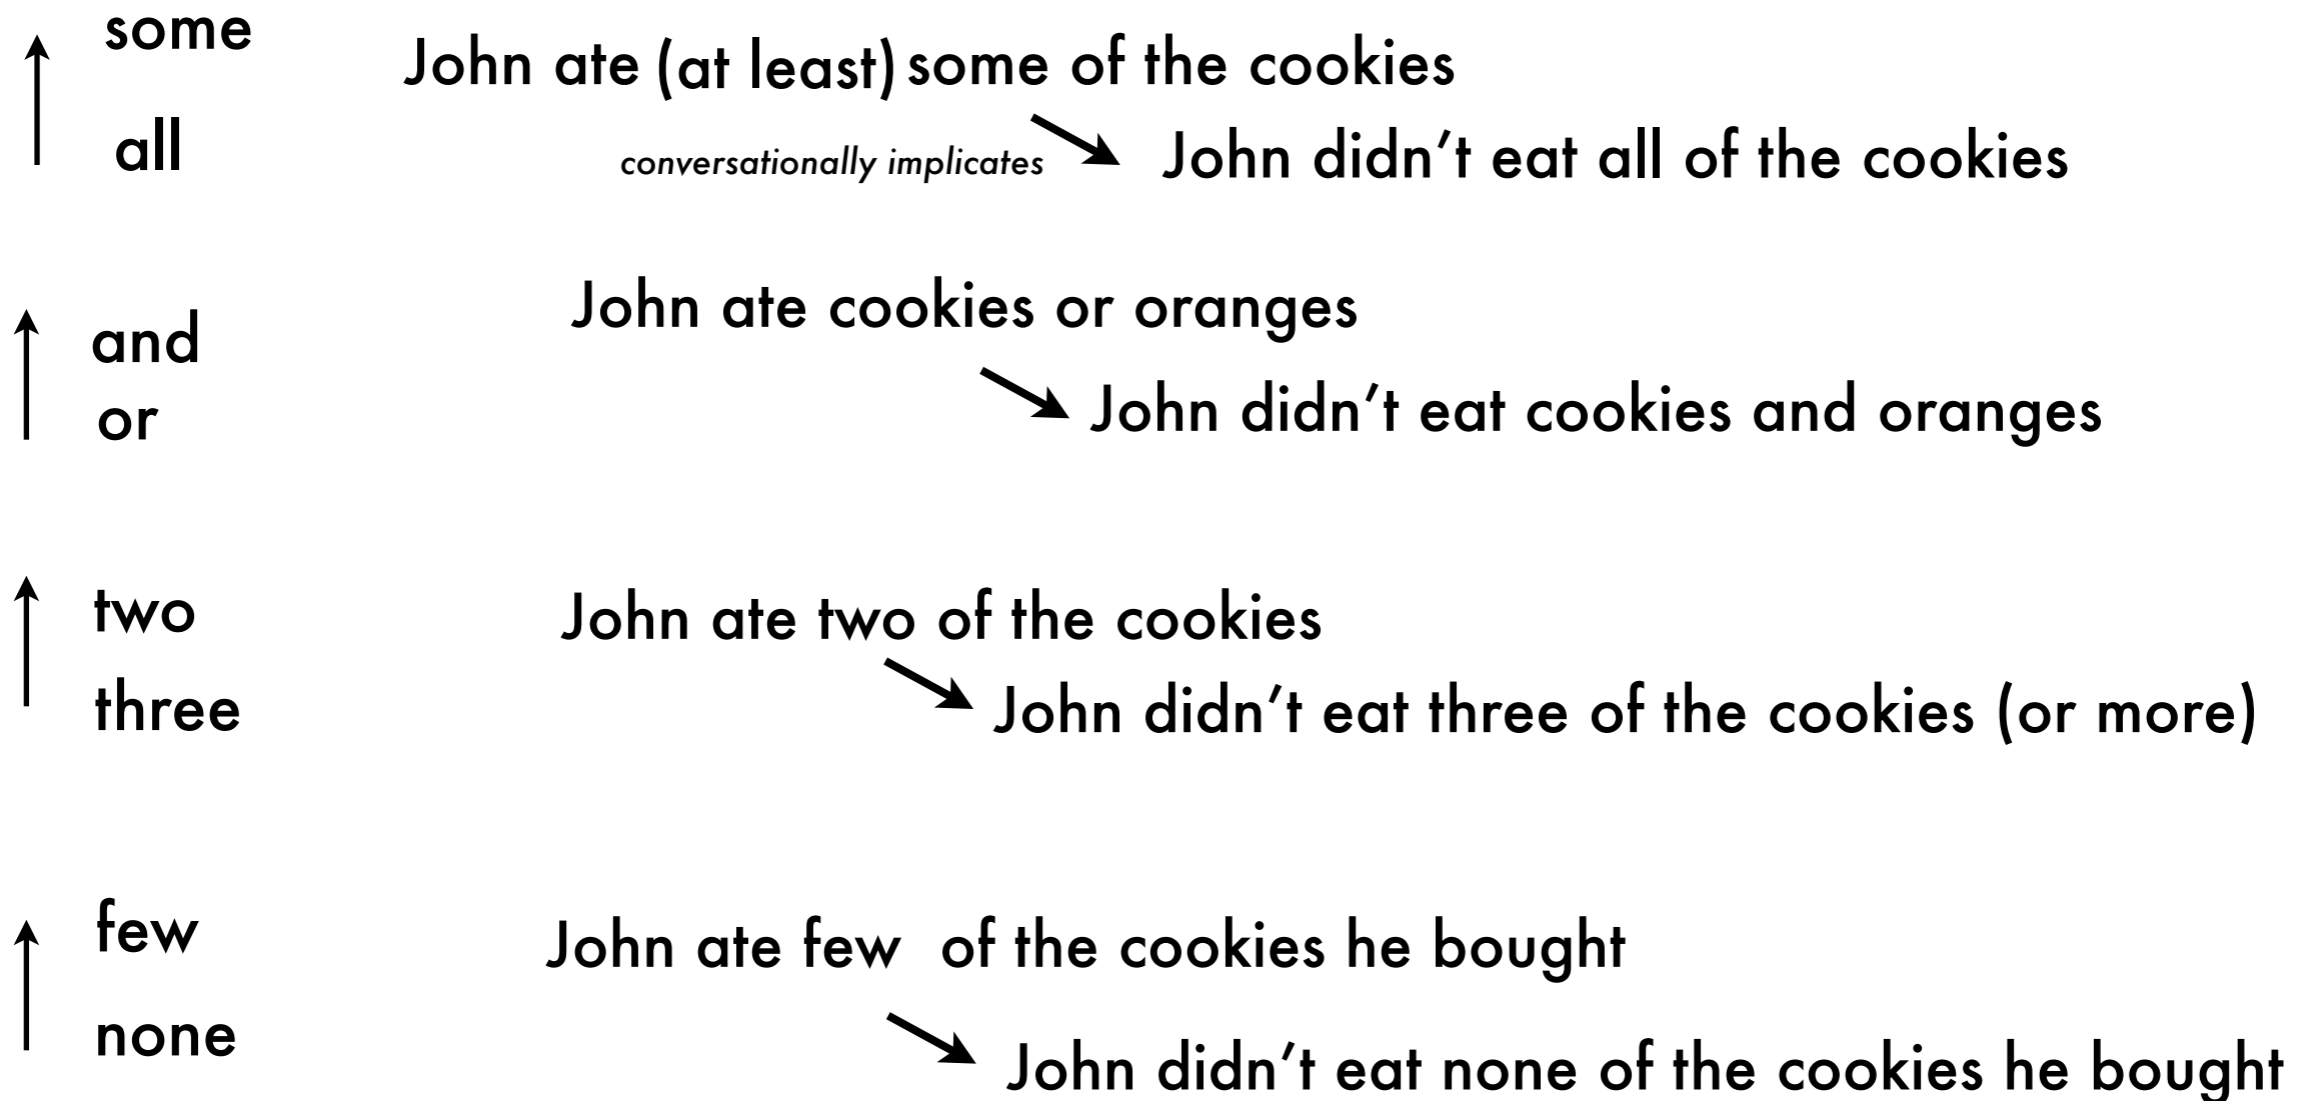 some
John ate (at least) some of the cookies
all
conversationally implicates
John didn't eat all of the cookies
and
John ate cookies or oranges
or
John didn't eat cookies and oranges
two
John ate two of the cookies
three
John didn't eat three of the cookies (or more)
few
John ate few of the cookies he bought
none
John didn't eat none of the cookies he bought